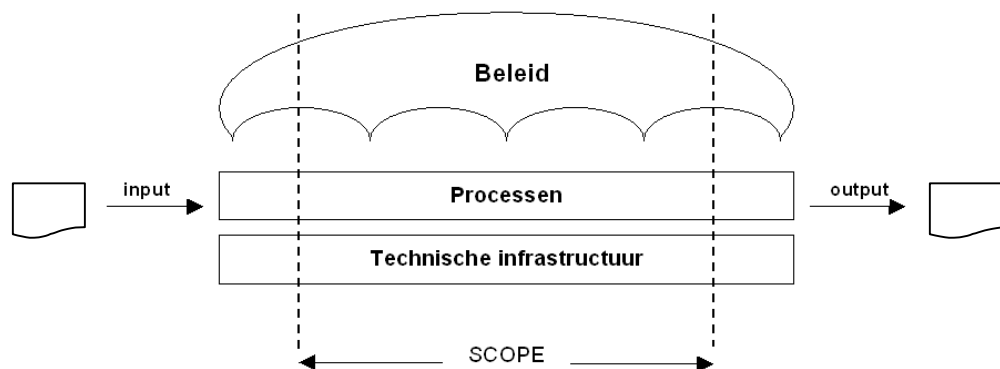 Beleid
input
Processen
output
Technische infrastructuur
SCOPE